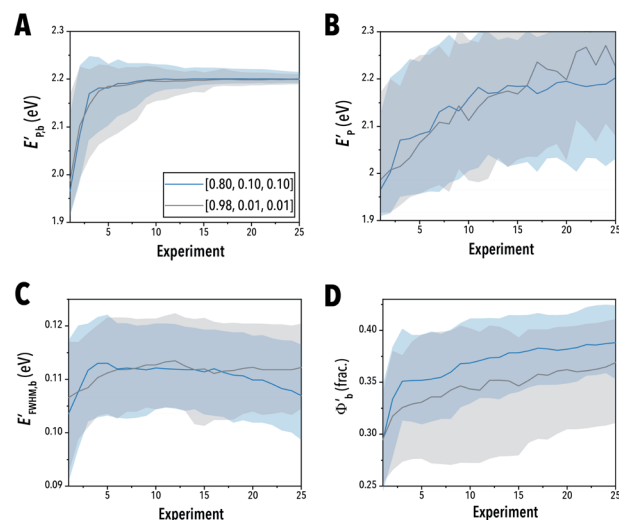 A
E′P,b (eV)
2.3
2.2
2.1
2.0
1.9
[0.80, 0.10, 0.10]
[0.98, 0.01, 0.01]
5
10
15
20
25
Experiment
B
E′P (eV)
2.3
2.2
2.1
2
1.9
5
10
15
20
25
Experiment
C
E′FWHM,b (eV)
0.12
0.11
0.10
0.09
5
10
15
20
25
Experiment
D
Φ′b (frac.)
0.40
0.35
0.30
0.25
5
10
15
20
25
Experiment